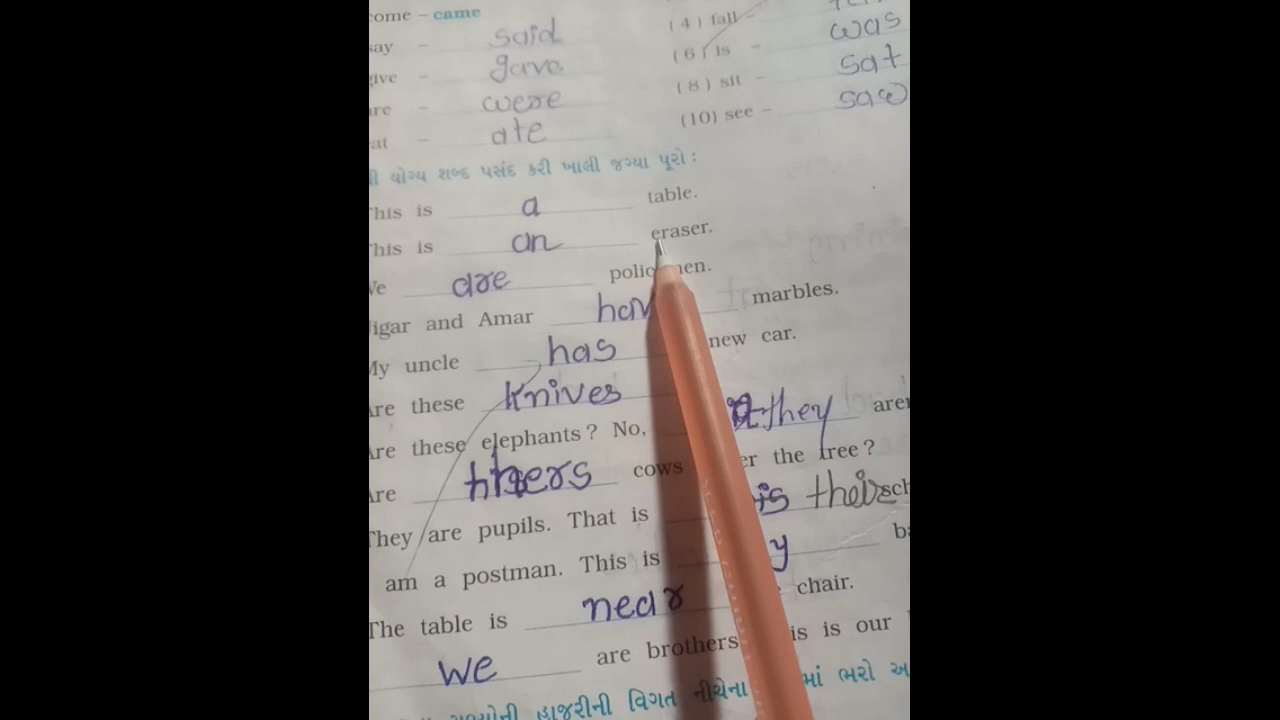 come – came
say – said (4) fall –
give – gave (6) is – was
are – were (8) sit – sat
eat – ate (10) see – saw
યોગ્ય શબ્દ પસંદ કરી ખાલી જગ્યા પૂરો :
This is a table.
This is an eraser.
We are policemen.
Jigar and Amar have marbles.
My uncle has new car.
Are these knives
Are these elephants? No, they
Are cows the tree?
They are pupils. That is their
am a postman. This is
The table is near chair.
We are brothers is is our
હાજરીની વિગત નીચેના ભરો